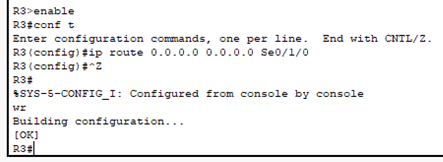 R3>enable
R3#conf t
Enter configuration commands, one per line.  End with CNTL/Z.
R3(config)#ip route 0.0.0.0 0.0.0.0 Se0/1/0
R3(config)#^Z
R3#
%SYS-5-CONFIG_I: Configured from console by console
wr
Building configuration...
[OK]
R3#